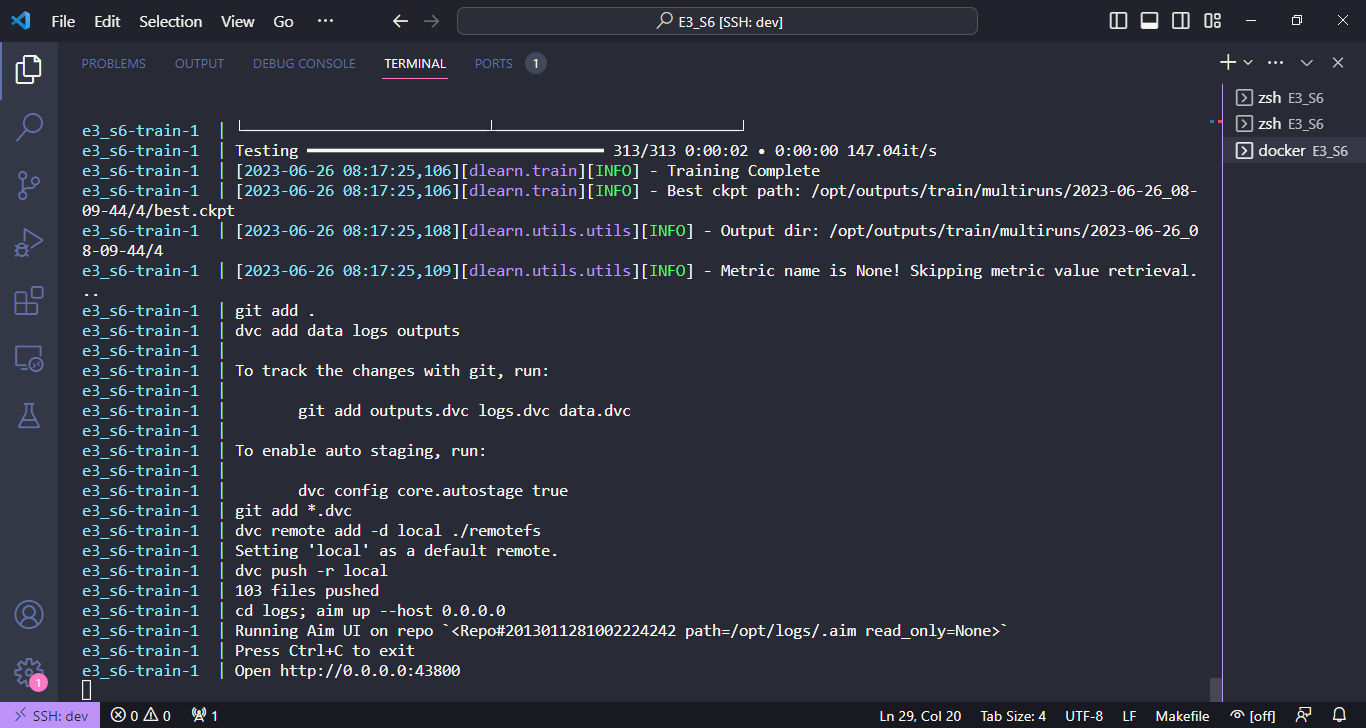 File Edit Selection View Go ··· E3_S6 [SSH: dev]
PROBLEMS OUTPUT DEBUG CONSOLE TERMINAL PORTS 1
zsh E3_S6
zsh E3_S6
docker E3_S6
e3_s6-train-1 |
e3_s6-train-1 | Testing 313/313 0:00:02 • 0:00:00 147.04it/s
e3_s6-train-1 | [2023-06-26 08:17:25,106][dlearn.train][INFO] - Training Complete
e3_s6-train-1 | [2023-06-26 08:17:25,106][dlearn.train][INFO] - Best ckpt path: /opt/outputs/train/multiruns/2023-06-26_08-
09-44/4/best.ckpt
e3_s6-train-1 | [2023-06-26 08:17:25,108][dlearn.utils.utils][INFO] - Output dir: /opt/outputs/train/multiruns/2023-06-26_0
8-09-44/4
e3_s6-train-1 | [2023-06-26 08:17:25,109][dlearn.utils.utils][INFO] - Metric name is None! Skipping metric value retrieval.
..
e3_s6-train-1 | git add .
e3_s6-train-1 | dvc add data logs outputs
e3_s6-train-1 |
e3_s6-train-1 | To track the changes with git, run:
e3_s6-train-1 |
e3_s6-train-1 | git add outputs.dvc logs.dvc data.dvc
e3_s6-train-1 |
e3_s6-train-1 | To enable auto staging, run:
e3_s6-train-1 |
e3_s6-train-1 | dvc config core.autostage true
e3_s6-train-1 | git add *.dvc
e3_s6-train-1 | dvc remote add -d local ./remotefs
e3_s6-train-1 | Setting 'local' as a default remote.
e3_s6-train-1 | dvc push -r local
e3_s6-train-1 | 103 files pushed
e3_s6-train-1 | cd logs; aim up --host 0.0.0.0
e3_s6-train-1 | Running Aim UI on repo `<Repo#2013011281002224242 path=/opt/logs/.aim read_only=None>`
e3_s6-train-1 | Press Ctrl+C to exit
e3_s6-train-1 | Open http://0.0.0.0:43800
1
SSH: dev 0 0 1 Ln 29, Col 20 Tab Size: 4 UTF-8 LF Makefile [off]